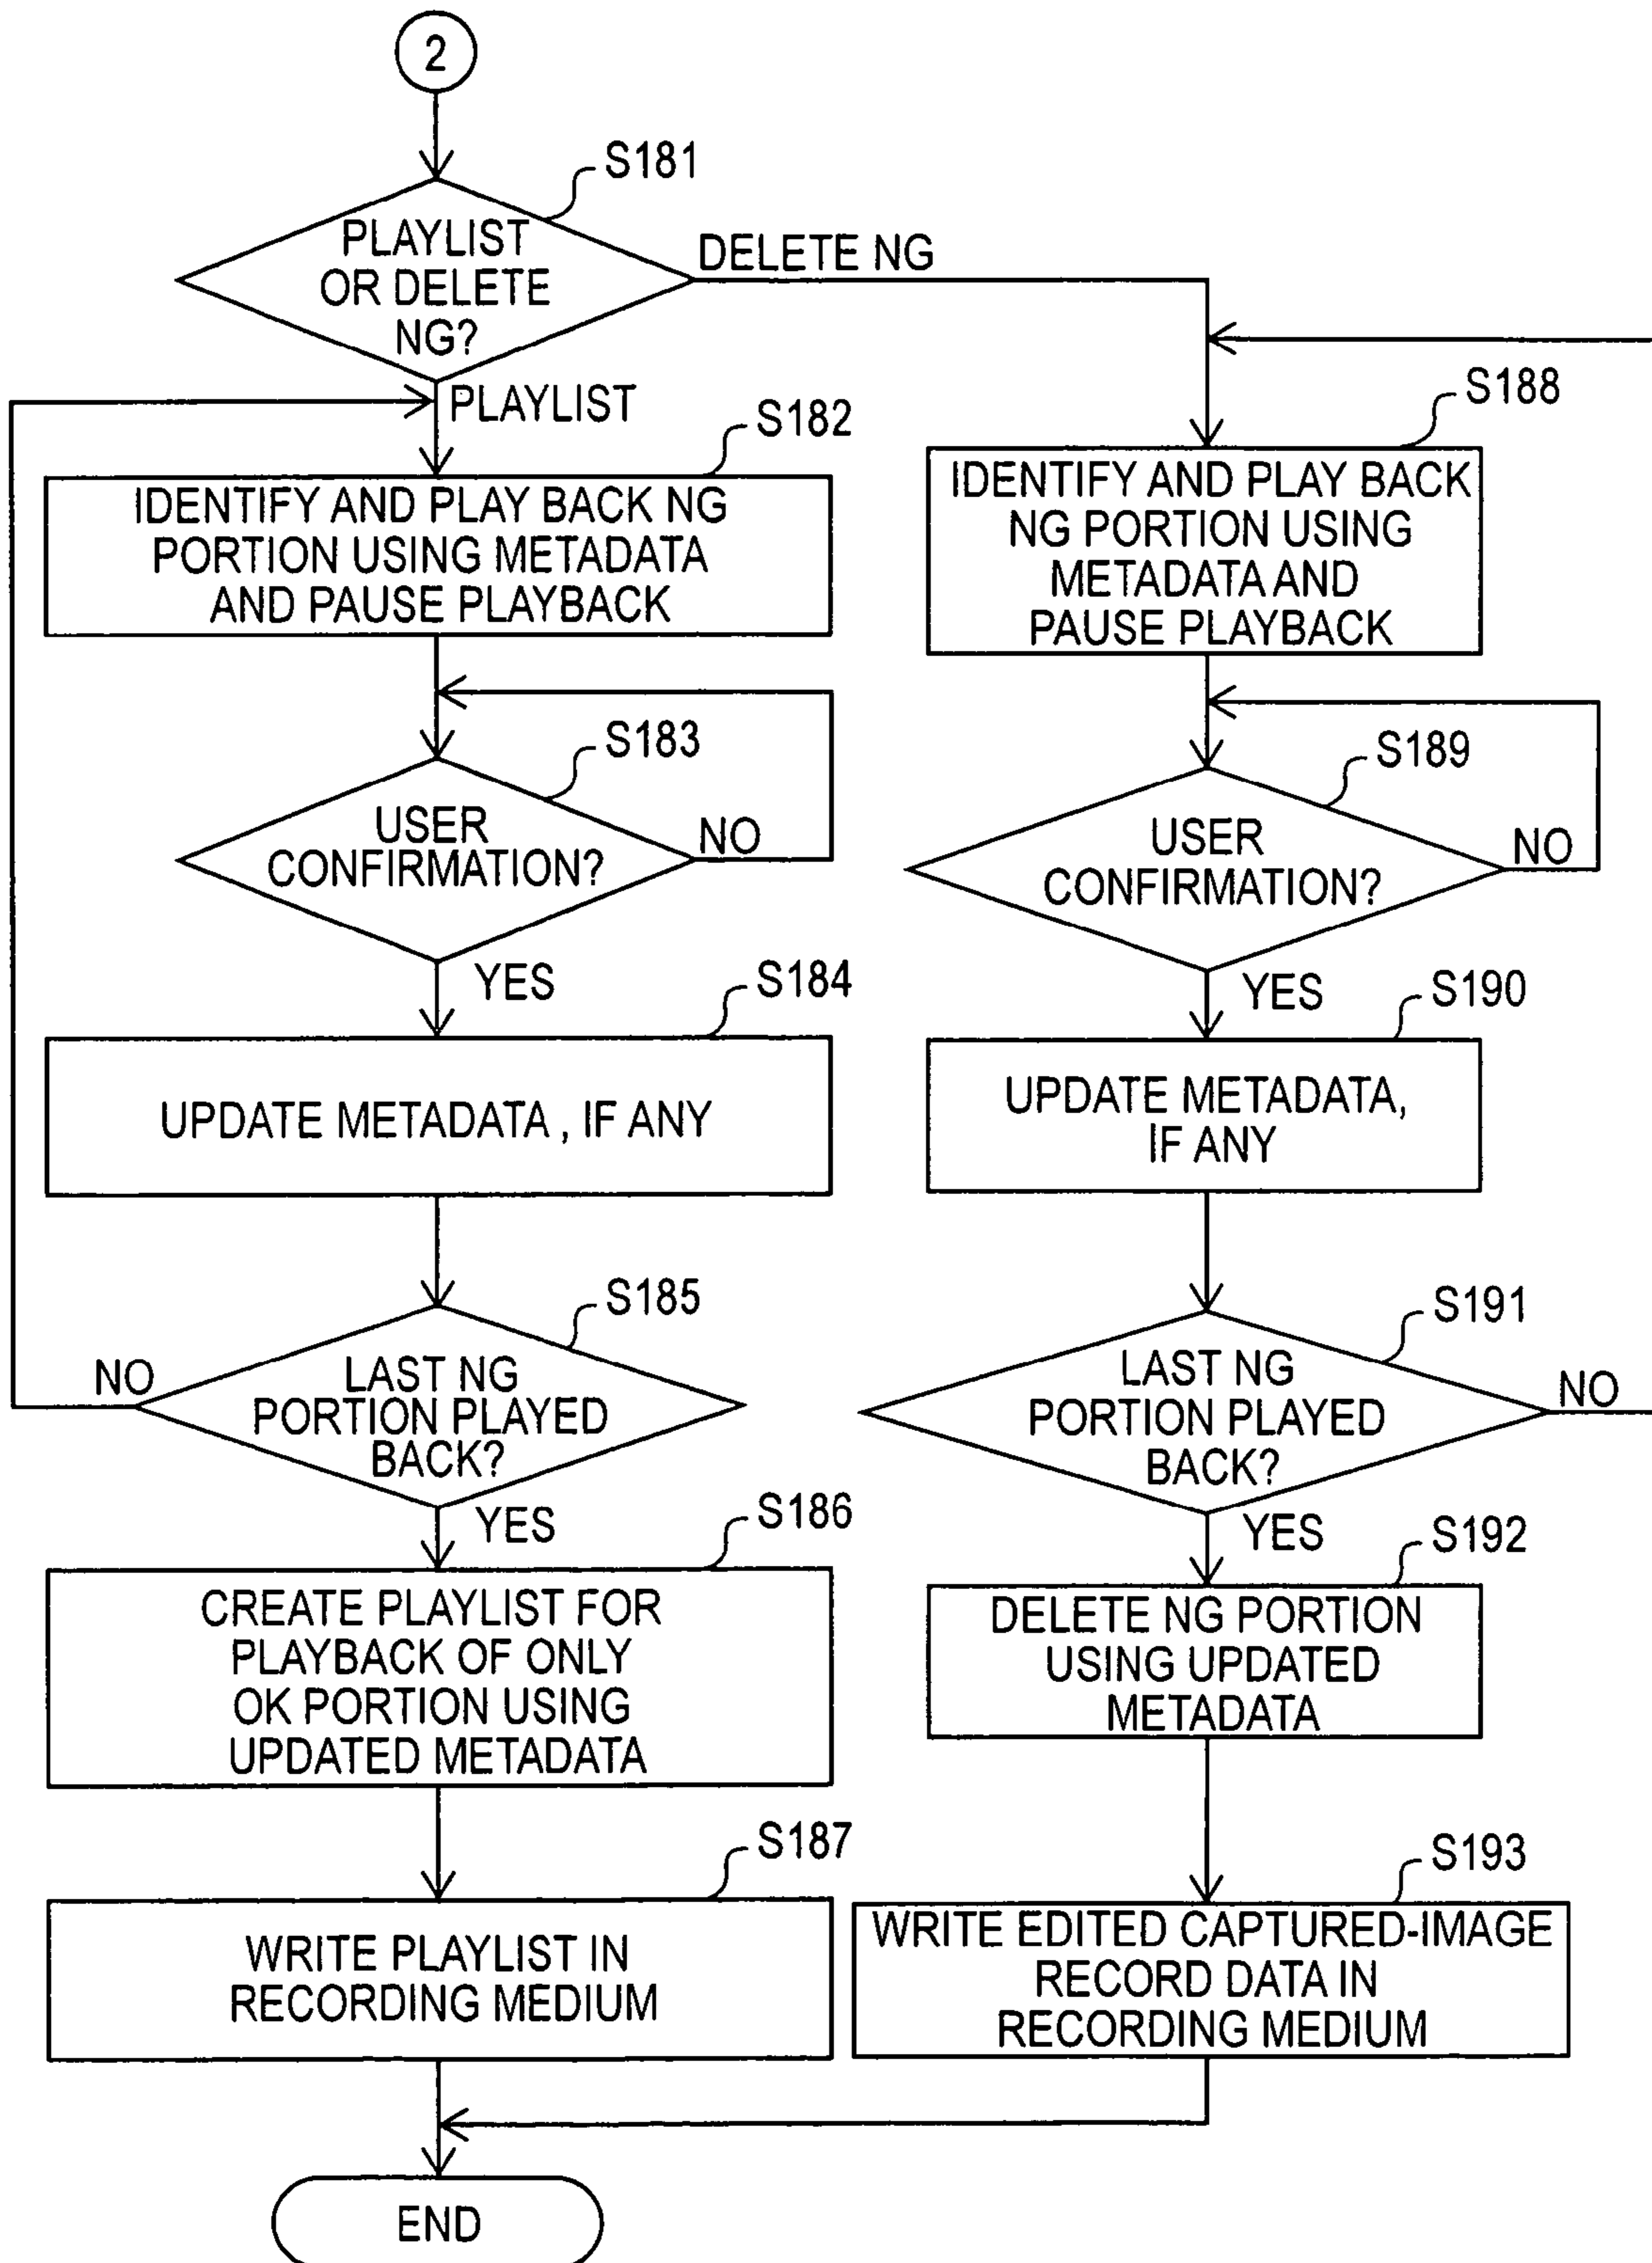 2
S181
PLAYLIST
OR DELETE
NG?
DELETE NG
PLAYLIST
S182
IDENTIFY AND PLAY BACK NG
PORTION USING METADATA
AND PAUSE PLAYBACK
S183
USER
CONFIRMATION?
NO
YES
S184
UPDATE METADATA , IF ANY
S185
LAST NG
PORTION PLAYED
BACK?
NO
YES
S186
CREATE PLAYLIST FOR
PLAYBACK OF ONLY
OK PORTION USING
UPDATED METADATA
S187
WRITE PLAYLIST IN
RECORDING MEDIUM
S188
IDENTIFY AND PLAY BACK
NG PORTION USING
METADATA AND
PAUSE PLAYBACK
S189
USER
CONFIRMATION?
NO
YES
S190
UPDATE METADATA,
IF ANY
S191
LAST NG
PORTION PLAYED
BACK?
NO
YES
S192
DELETE NG PORTION
USING UPDATED
METADATA
S193
WRITE EDITED CAPTURED-IMAGE
RECORD DATA IN
RECORDING MEDIUM
END